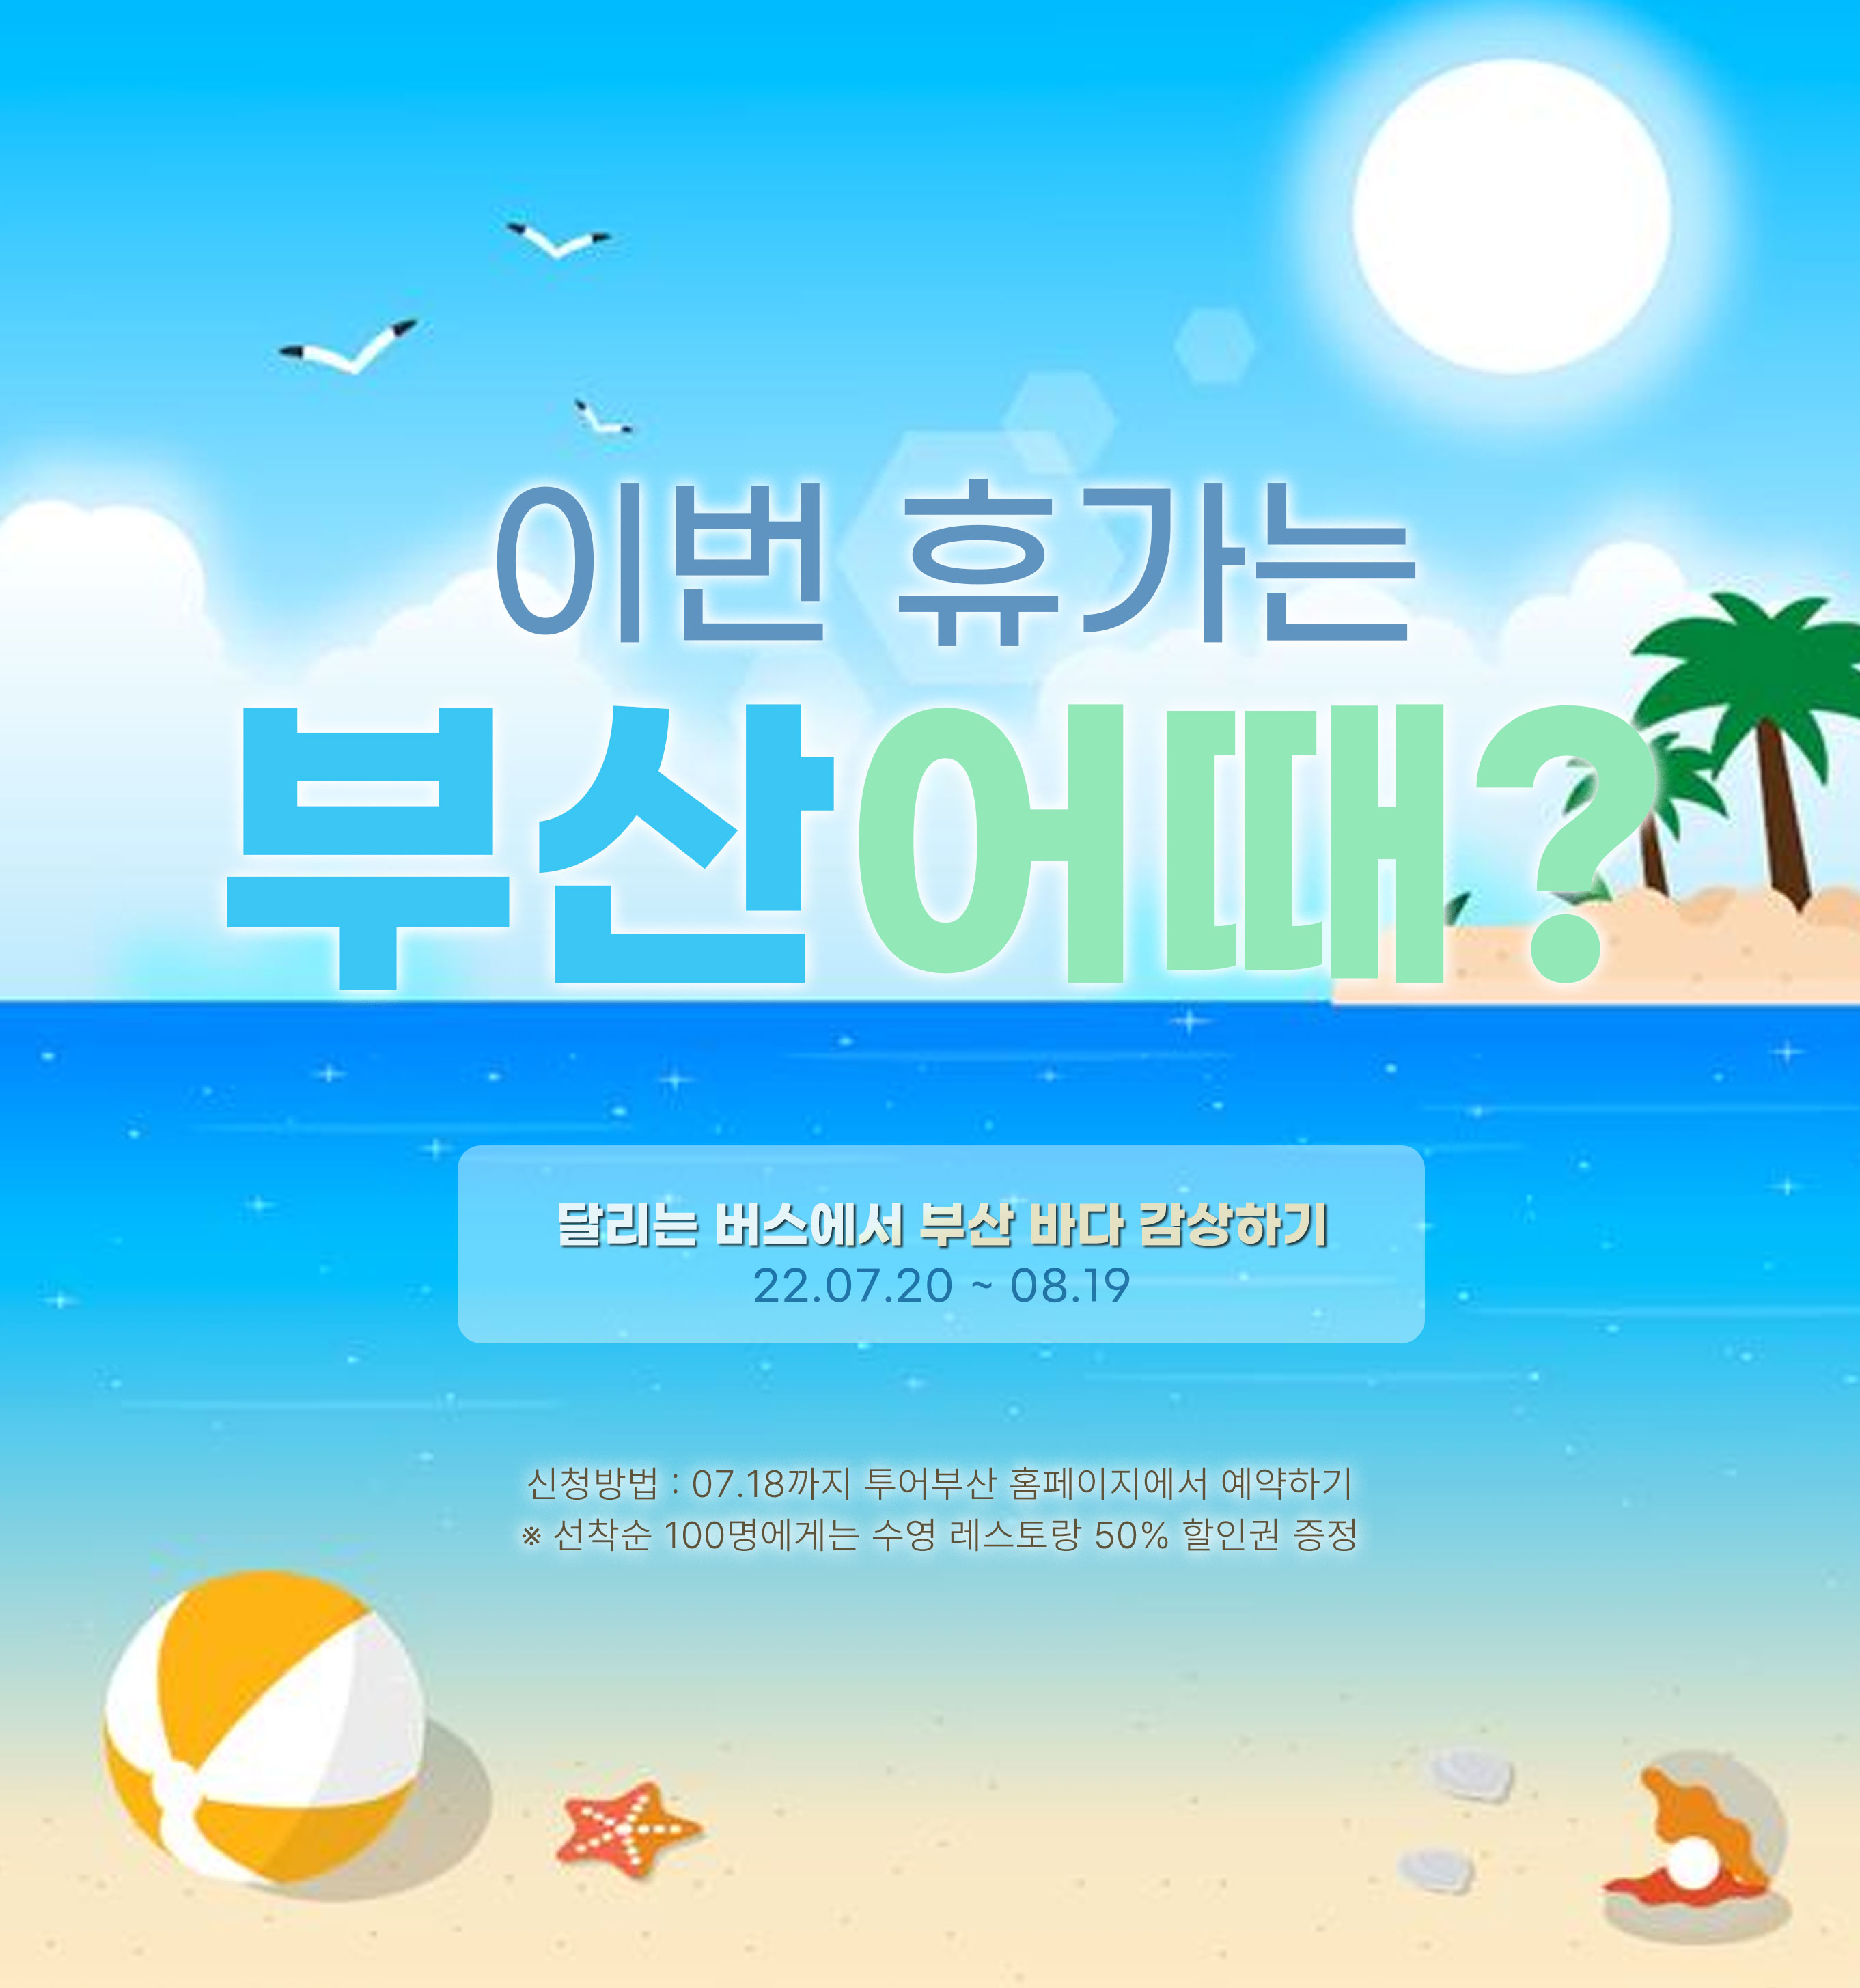 이번 휴가는
부산어때?
달리는 버스에서 부산 바다 감상하기
22.07.20 ~ 08.19
신청방법 : 07.18까지 투어부산 홈페이지에서 예약하기
※ 선착순 100명에게는 수영 레스토랑 50% 할인권 증정